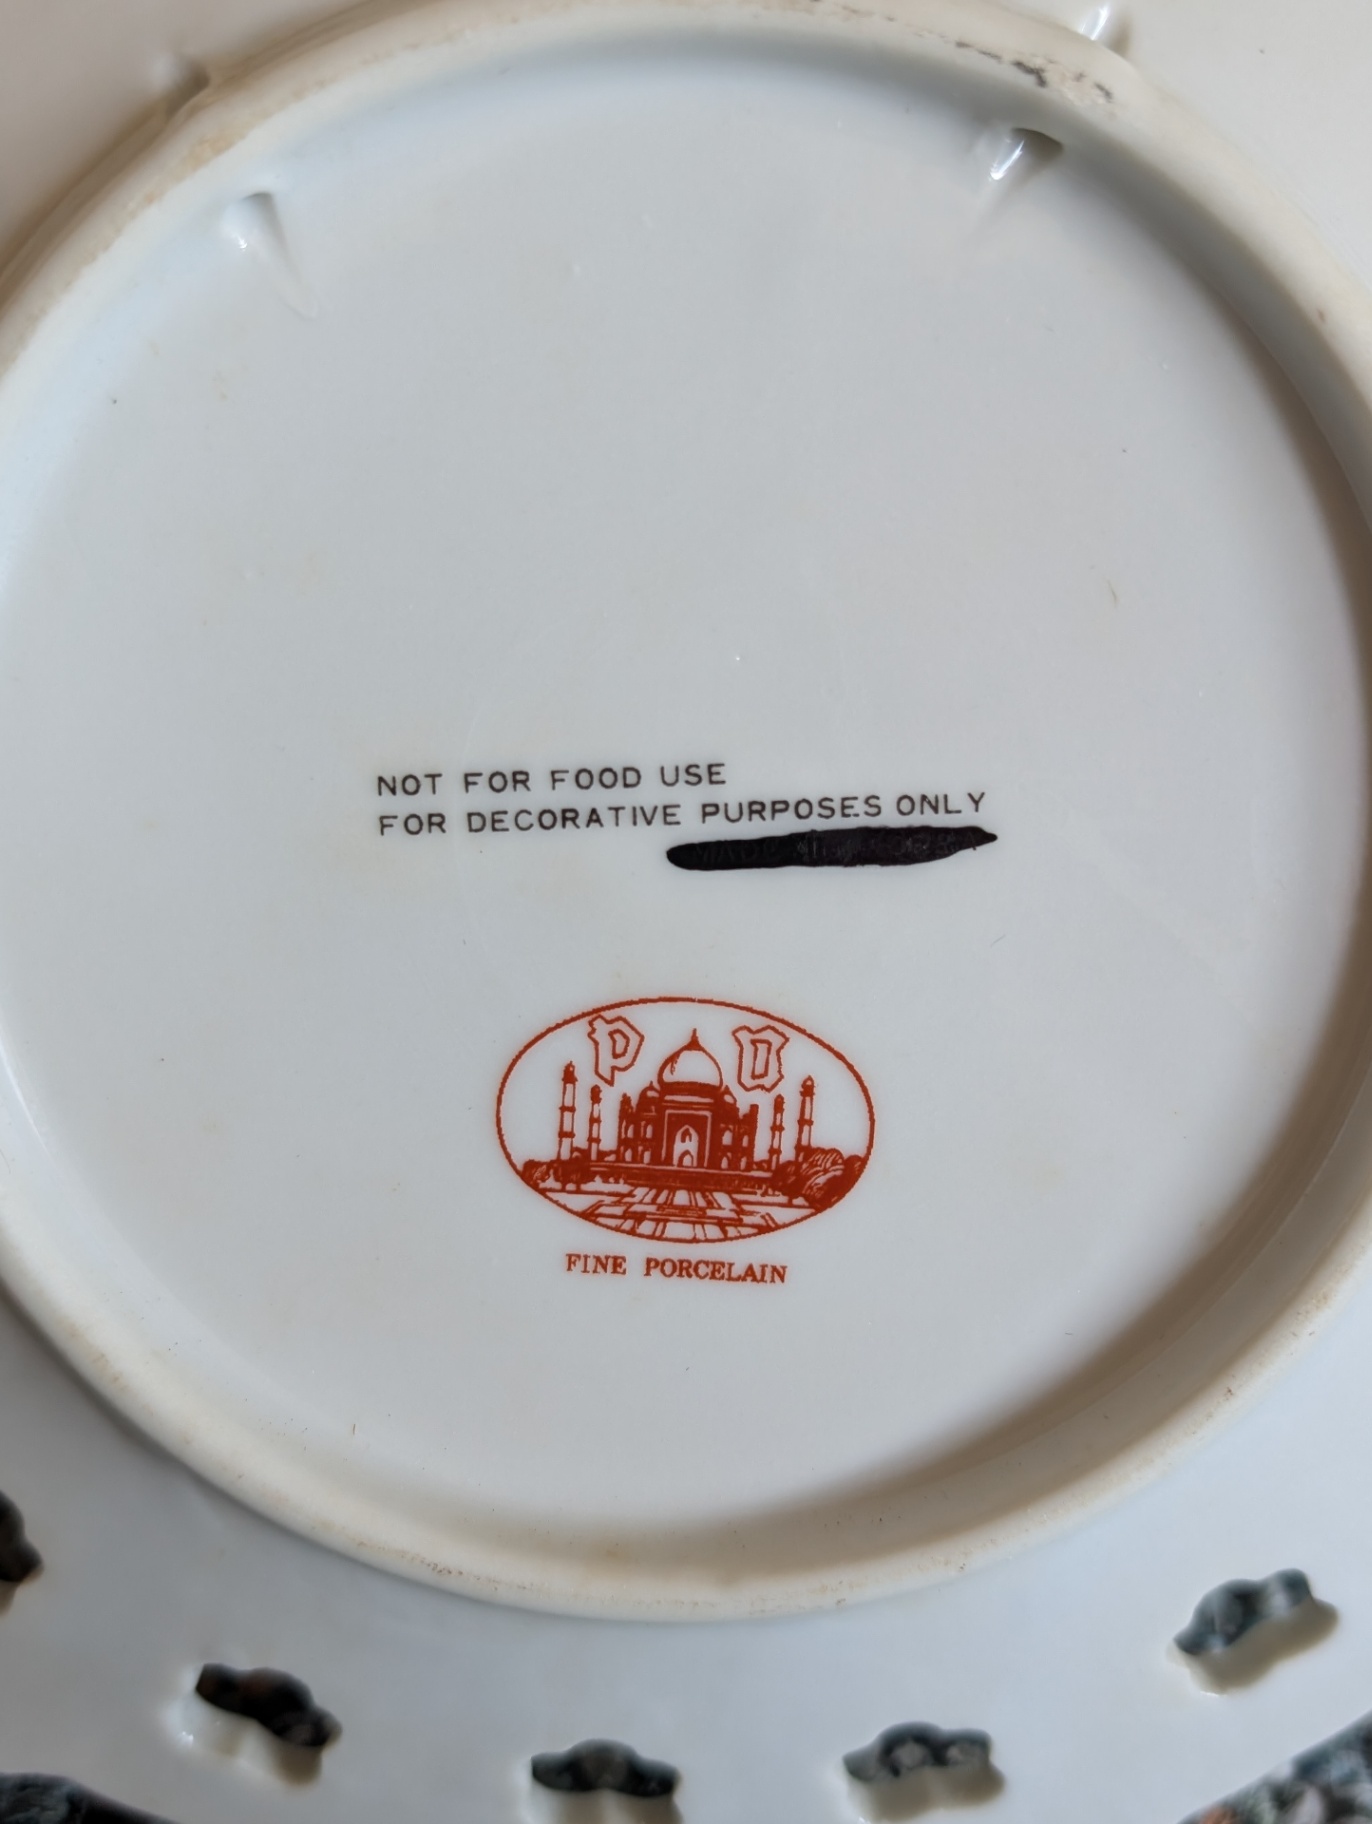 NOT FOR FOOD USE
FOR DECORATIVE PURPOSES ONLY
P D
FINE PORCELAIN